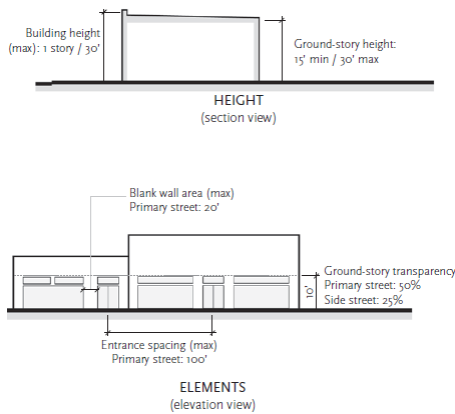 Building height
(max): 1 story / 30'
Ground-story height:
15' min / 30' max
HEIGHT
(section view)
Blank wall area (max)
Primary street: 20'
Ground-story transparency
Primary street: 50%
Side street: 25%
10'
Entrance spacing (max)
Primary street: 100'
ELEMENTS
(elevation view)